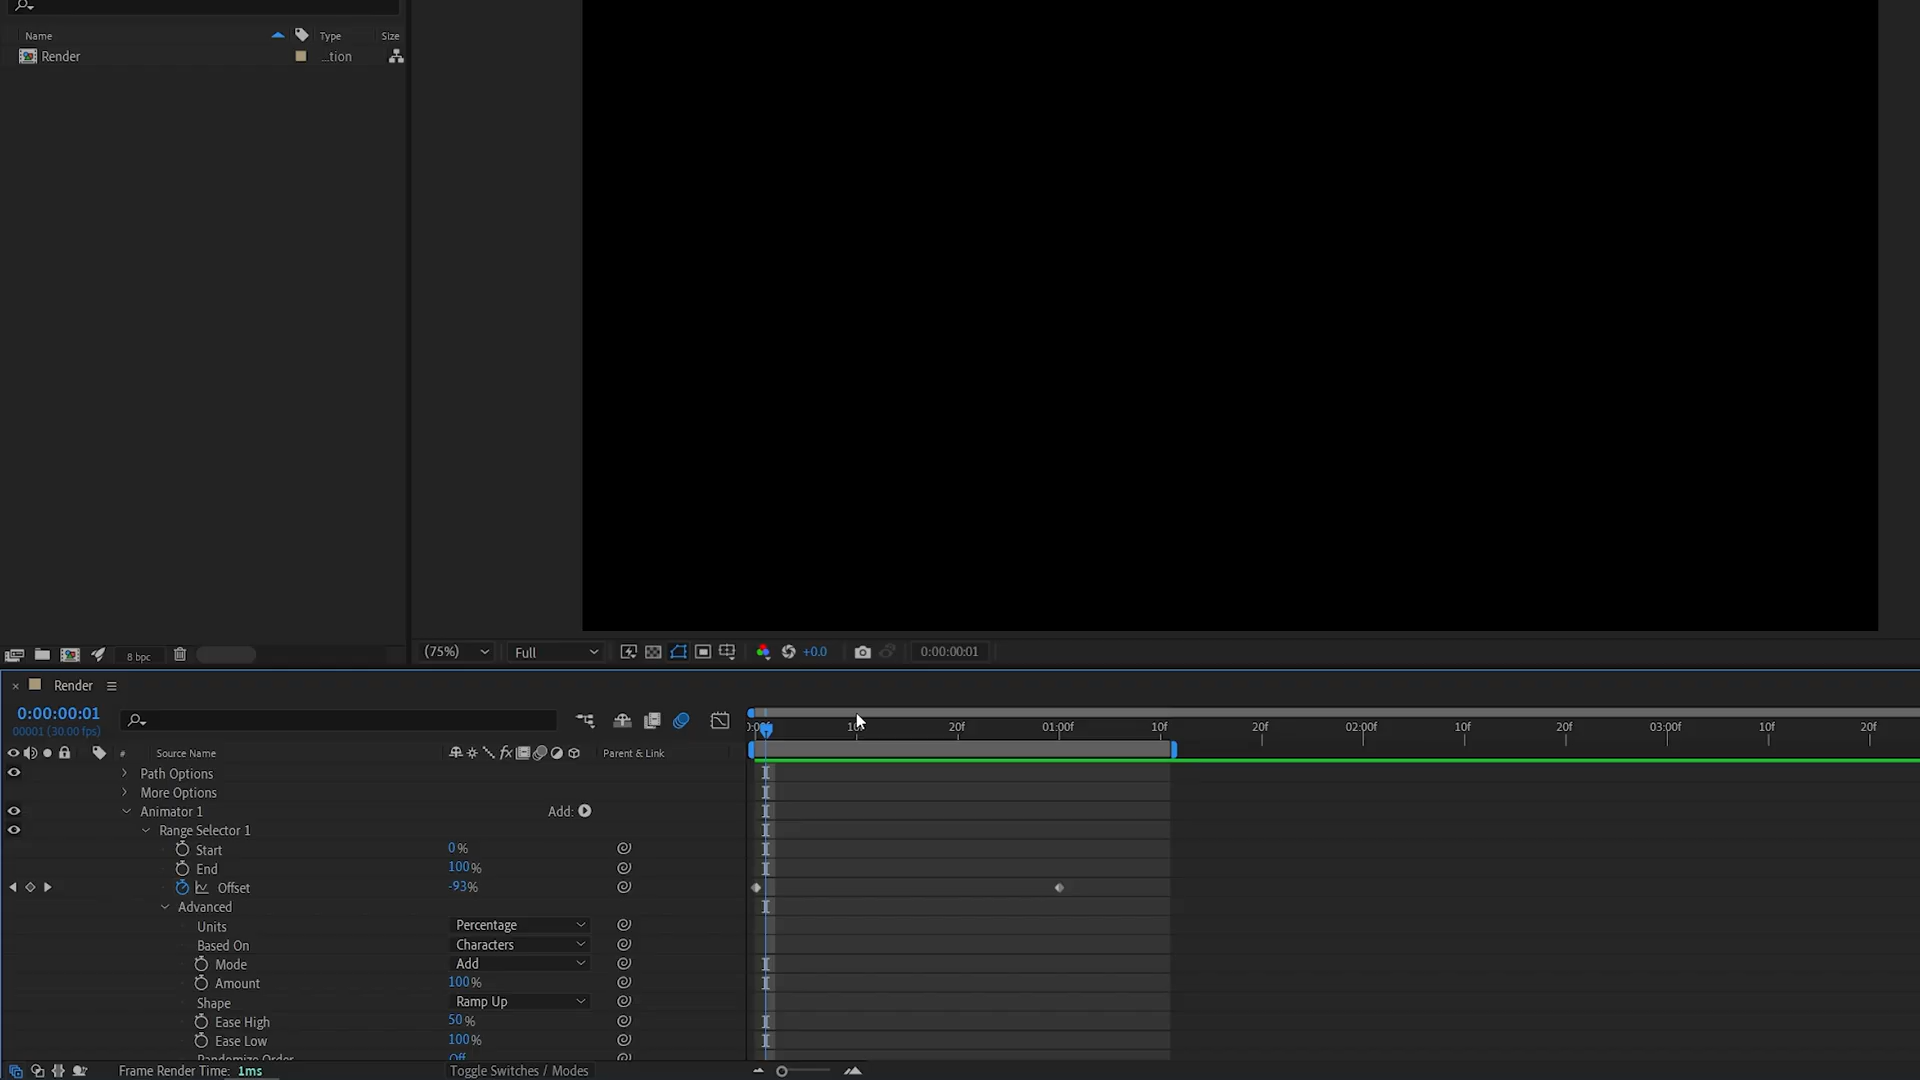 Name Type Size
Render ...tion
8 bpc (75%) Full +0.0 0:00:00:01
Render
0:00:00:01
00001 (30.00 fps)
20f 01:00f 10f 20f 02:00f 10f 20f 03:00f 10f 20f
# Source Name Parent & Link
Path Options
More Options
Animator 1 Add:
Range Selector 1
Start 0%
End 100%
Offset -93%
Advanced
Units Percentage
Based On Characters
Mode Add
Amount 100%
Shape Ramp Up
Ease High 50%
Ease Low 100%
Randomize Order Off
Frame Render Time: 1ms Toggle Switches / Modes